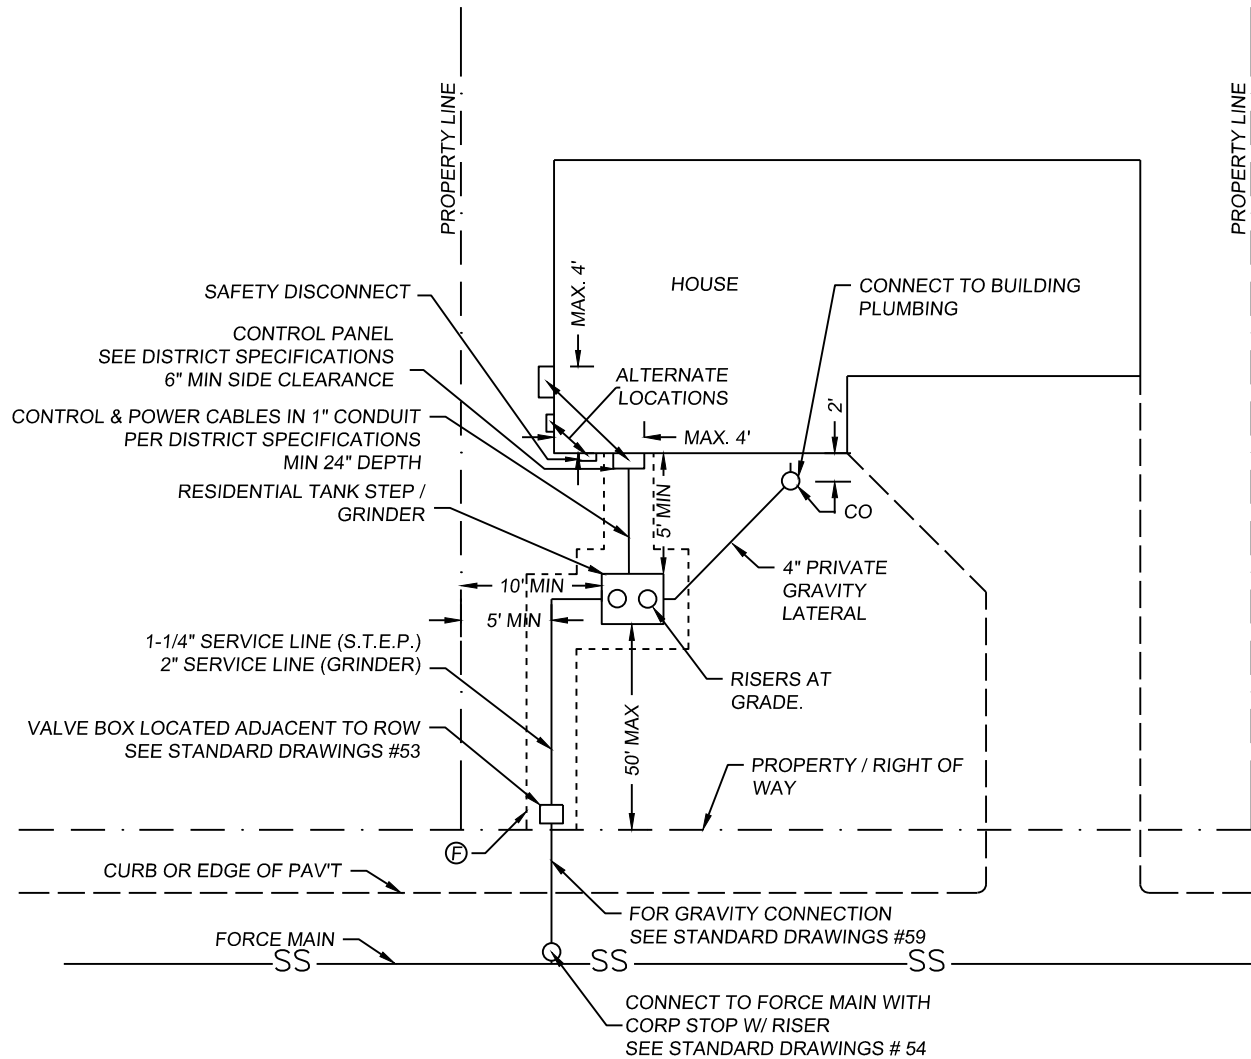 PROPERTY LINE
PROPERTY LINE
HOUSE
MAX. 4'
SAFETY DISCONNECT
CONNECT TO BUILDING
PLUMBING
CONTROL PANEL
SEE DISTRICT SPECIFICATIONS
6" MIN SIDE CLEARANCE
ALTERNATE
LOCATIONS
2'
CONTROL & POWER CABLES IN 1" CONDUIT
PER DISTRICT SPECIFICATIONS
MIN 24" DEPTH
MAX. 4'
RESIDENTIAL TANK STEP /
GRINDER
5' MIN
CO
4" PRIVATE
GRAVITY
LATERAL
10' MIN
5' MIN
1-1/4" SERVICE LINE (S.T.E.P.)
2" SERVICE LINE (GRINDER)
RISERS AT
GRADE.
50' MAX
VALVE BOX LOCATED ADJACENT TO ROW
SEE STANDARD DRAWINGS #53
PROPERTY / RIGHT OF
WAY
F
CURB OR EDGE OF PAV'T
FOR GRAVITY CONNECTION
SEE STANDARD DRAWINGS #59
FORCE MAIN
SS SS SS
CONNECT TO FORCE MAIN WITH
CORP STOP W/ RISER
SEE STANDARD DRAWINGS # 54